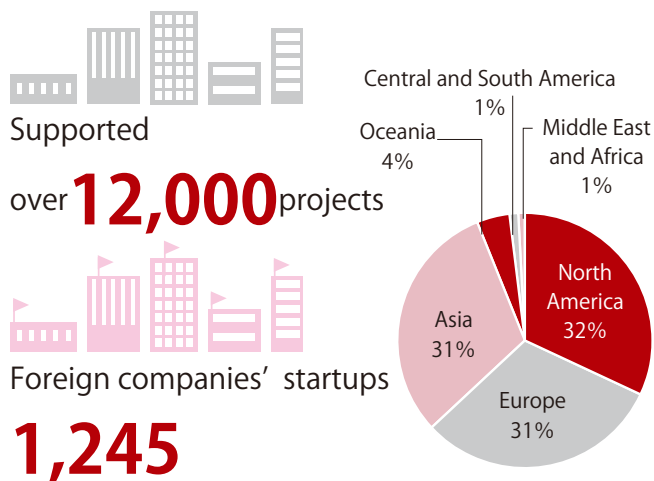 Supported
over 12,000 projects
Foreign companies’ startups
1,245
Central and South America
1%
Oceania
4%
Middle East
and Africa
1%
North
America
32%
Asia
31%
Europe
31%